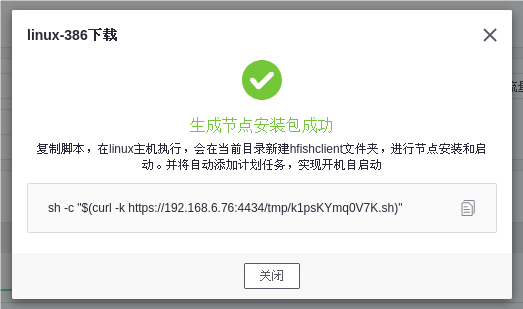 linux-386下载
生成节点安装包成功
复制脚本，在linux主机执行，会在当前目录新建hfishclient文件夹，进行节点安装和启
动。并将自动添加计划任务，实现开机自启动
sh -c "$(curl -k https://192.168.6.76:4434/tmp/k1psKYmq0V7K.sh)"
关闭